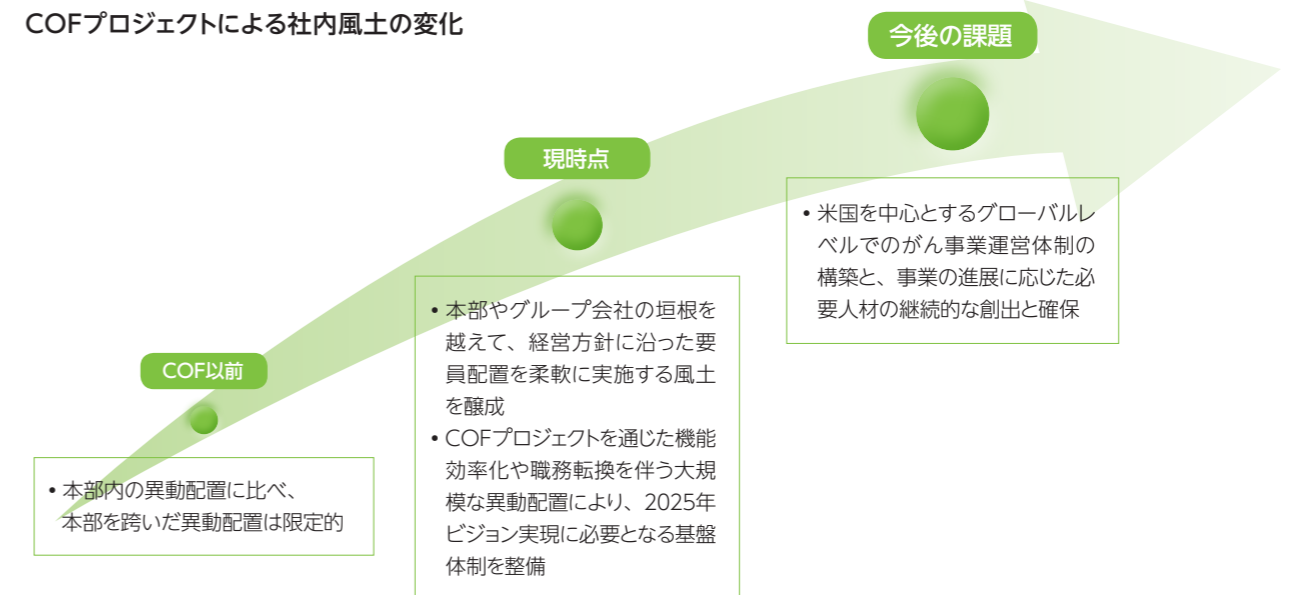 COFプロジェクトによる社内風土の変化
COF以前
• 本部内の異動配置に比べ、
本部を跨いだ異動配置は限定的
現時点
• 本部やグループ会社の垣根を
越えて、経営方針に沿った要
員配置を柔軟に実施する風土
を醸成
• COFプロジェクトを通じた機能
効率化や職務転換を伴う大規
模な異動配置により、2025年
ビジョン実現に必要となる基盤
体制を整備
今後の課題
• 米国を中心とするグローバルレ
ベルでのがん事業運営体制の
構築と、事業の進展に応じた必
要人材の継続的な創出と確保